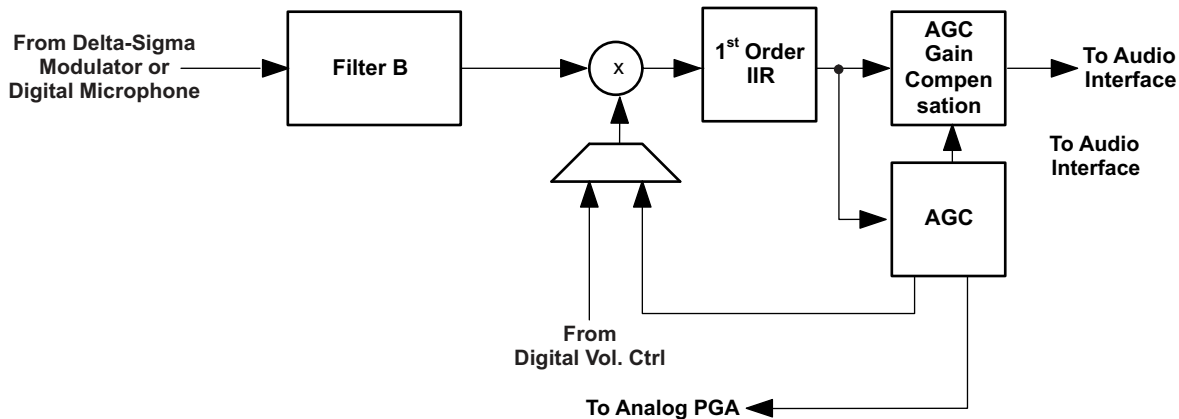 From Delta-Sigma
Modulator or
Digital Microphone
Filter B
x
1st Order
IIR
AGC
Gain
Compen
sation
To Audio
Interface
To Audio
Interface
AGC
From
Digital Vol. Ctrl
To Analog PGA